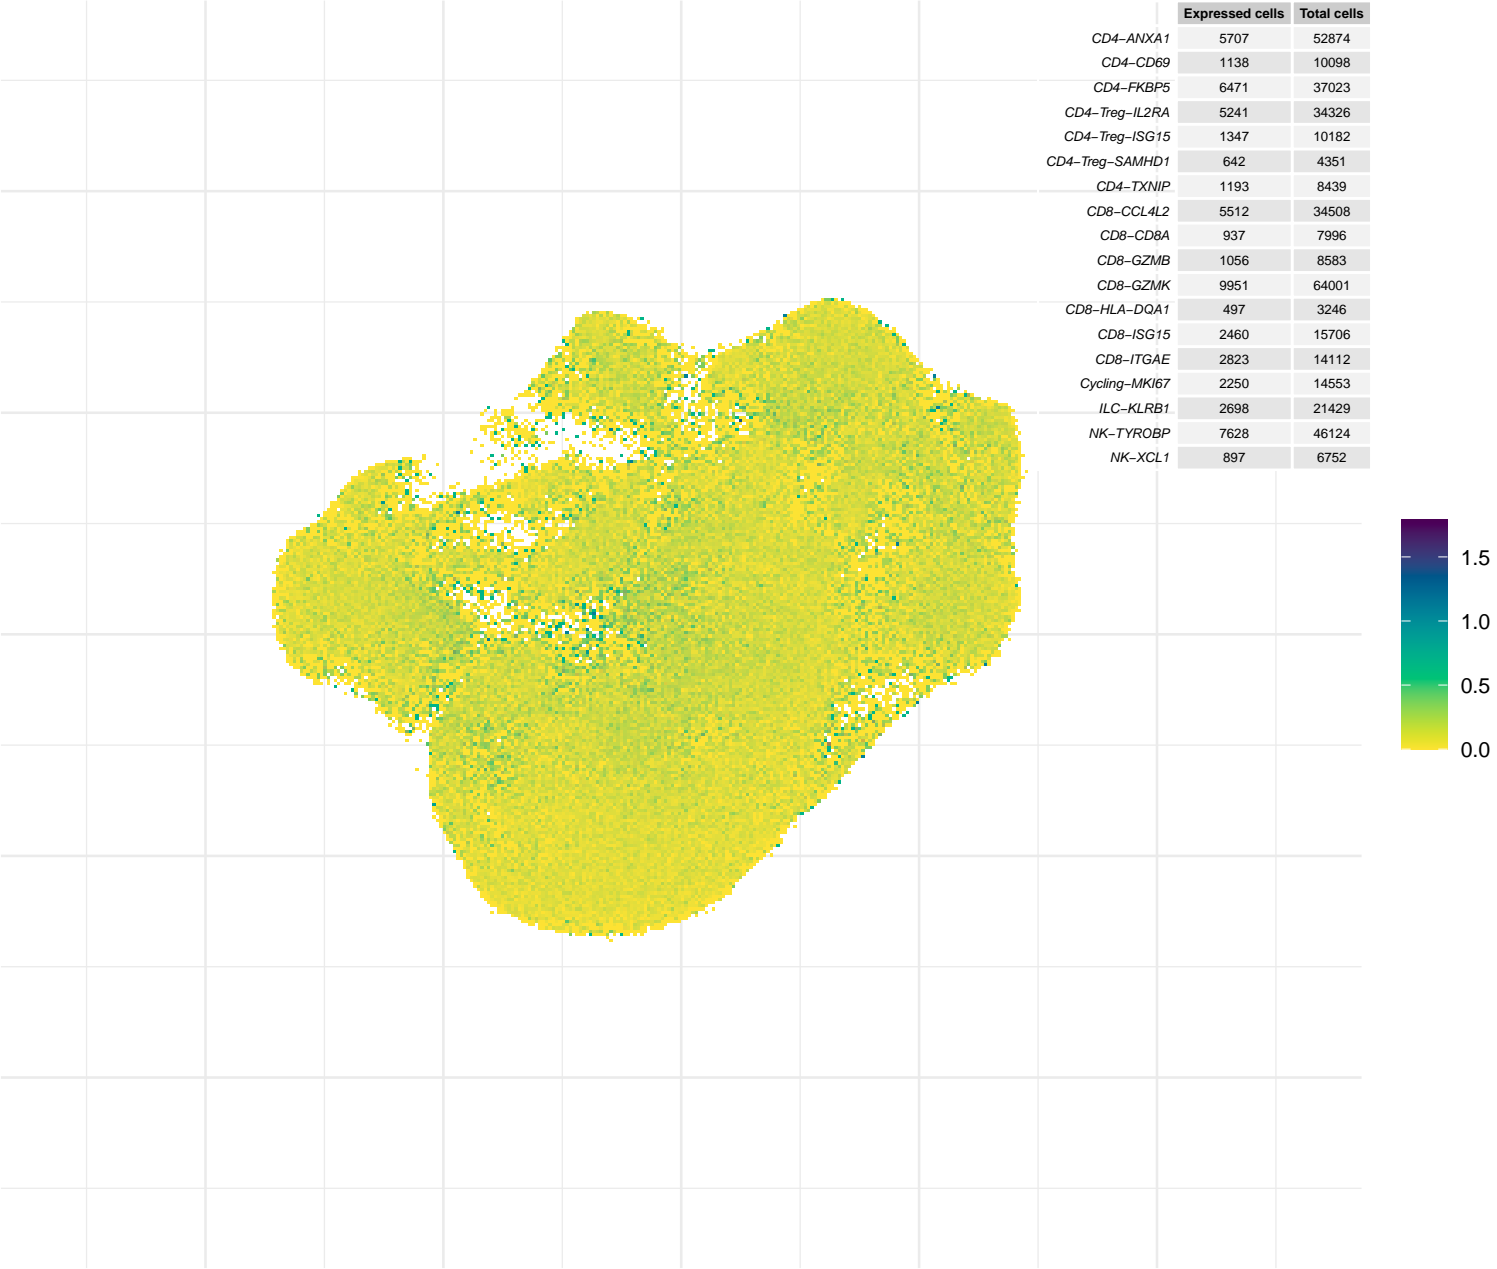 Expressed cells Total cells
CD4−ANXA1 5707 52874
CD4−CD69 1138 10098
CD4−FKBP5 6471 37023
CD4−Treg−IL2RA 5241 34326
CD4−Treg−ISG15 1347 10182
CD4−Treg−SAMHD1 642 4351
CD4−TXNIP 1193 8439
CD8−CCL4L2 5512 34508
CD8−CD8A 937 7996
CD8−GZMB 1056 8583
CD8−GZMK 9951 64001
CD8−HLA−DQA1 497 3246
CD8−ISG15 2460 15706
CD8−ITGAE 2823 14112
Cycling−MKI67 2250 14553
ILC−KLRB1 2698 21429
NK−TYROBP 7628 46124
NK−XCL1 897 6752
1.5
1.0
0.5
0.0